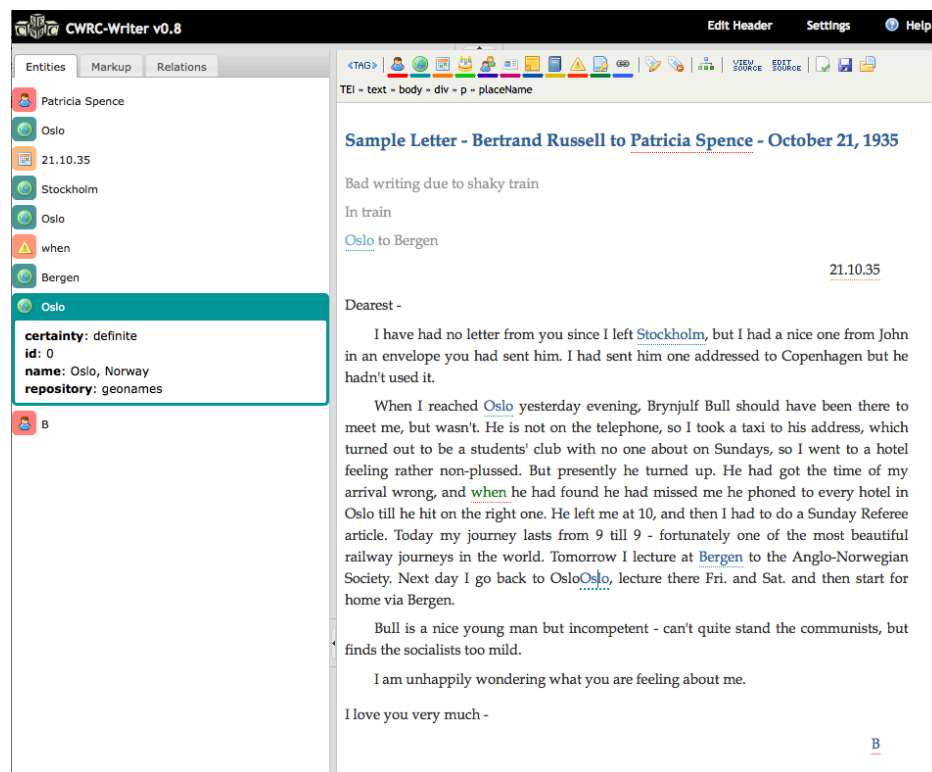 CWRC-Writer v0.8
Edit Header Settings Help
Entities Markup Relations
<TAG> VIEW SOURCE EDIT SOURCE
TEI » text » body » div » p » placeName
Patricia Spence
Oslo
21.10.35
Stockholm
Oslo
when
Bergen
Oslo
certainty: definite
id: 0
name: Oslo, Norway
repository: geonames
B
Sample Letter - Bertrand Russell to Patricia Spence - October 21, 1935
Bad writing due to shaky train
In train
Oslo to Bergen
21.10.35
Dearest -
I have had no letter from you since I left Stockholm, but I had a nice one from John
in an envelope you had sent him. I had sent him one addressed to Copenhagen but he
hadn't used it.
When I reached Oslo yesterday evening, Brynjulf Bull should have been there to
meet me, but wasn't. He is not on the telephone, so I took a taxi to his address, which
turned out to be a students' club with no one about on Sundays, so I went to a hotel
feeling rather non-plussed. But presently he turned up. He had got the time of my
arrival wrong, and when he had found he had missed me he phoned to every hotel in
Oslo till he hit on the right one. He left me at 10, and then I had to do a Sunday Referee
article. Today my journey lasts from 9 till 9 - fortunately one of the most beautiful
railway journeys in the world. Tomorrow I lecture at Bergen to the Anglo-Norwegian
Society. Next day I go back to OsloOslo, lecture there Fri. and Sat. and then start for
home via Bergen.
Bull is a nice young man but incompetent - can't quite stand the communists, but
finds the socialists too mild.
I am unhappily wondering what you are feeling about me.
I love you very much -
B